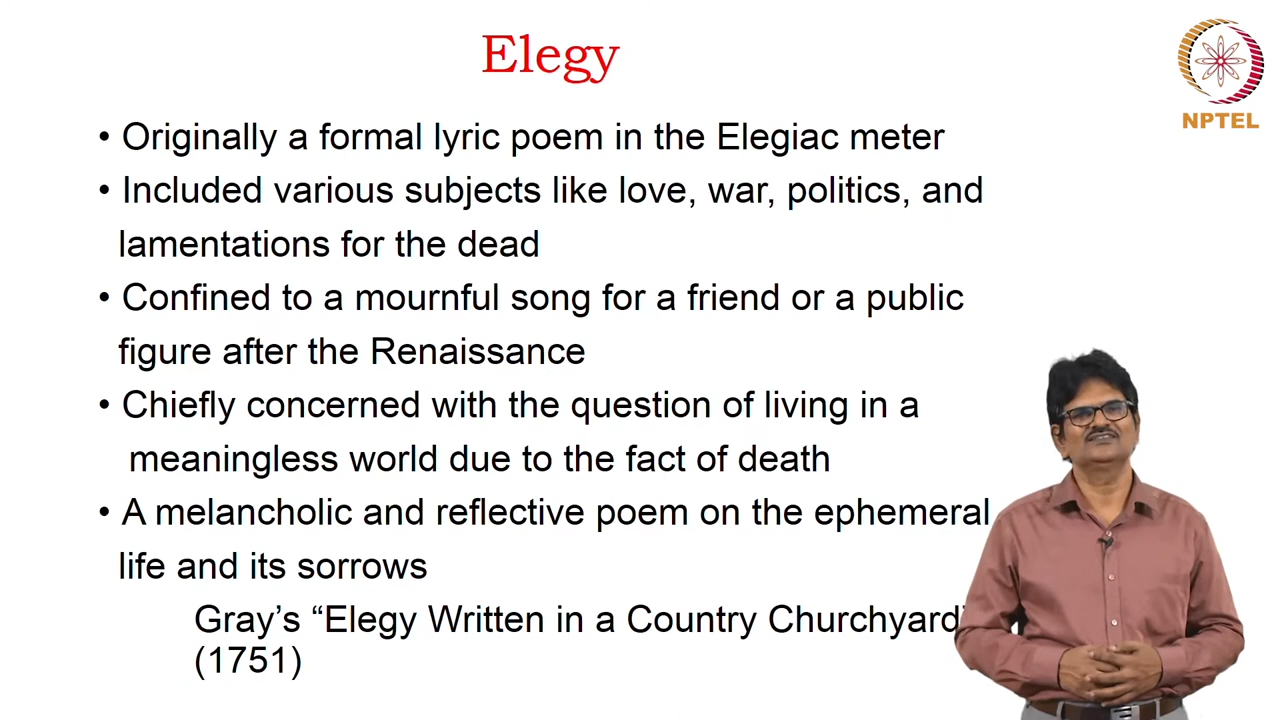 Elegy
NPTEL
• Originally a formal lyric poem in the Elegiac meter
• Included various subjects like love, war, politics, and
lamentations for the dead
• Confined to a mournful song for a friend or a public
figure after the Renaissance
• Chiefly concerned with the question of living in a
meaningless world due to the fact of death
• A melancholic and reflective poem on the ephemeral
life and its sorrows
Gray’s “Elegy Written in a Country Churchyard”
(1751)